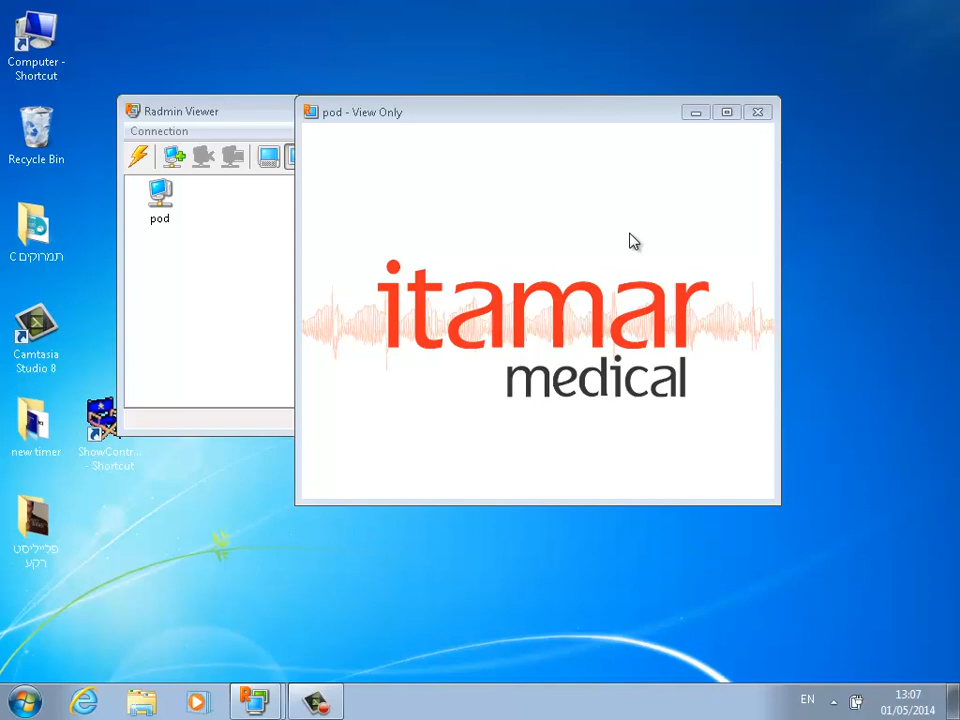 Computer -
Shortcut
Recycle Bin
תמרוקים C
Camtasia
Studio 8
new timer
ShowContr...
- Shortcut
פלייליסט
רקע
Radmin Viewer
Connection
pod
pod - View Only
itamar
medical
EN
13:07
01/05/2014